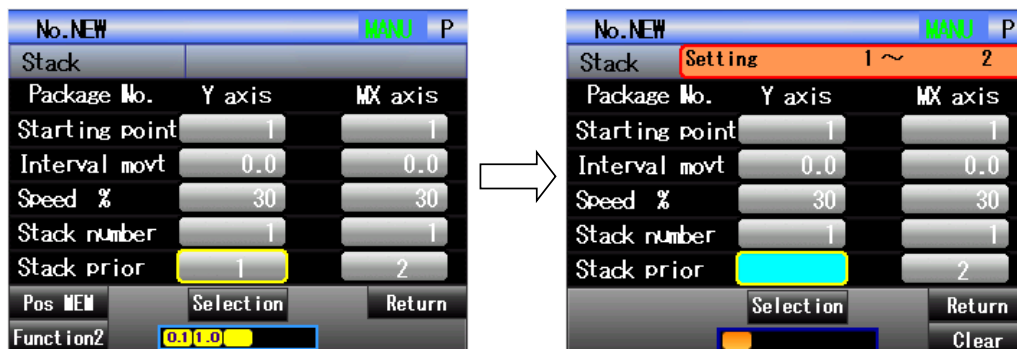 No.NEW MANU P
Stack
Package No. Y axis MX axis
Starting point 1 1
Interval movt 0.0 0.0
Speed % 30 30
Stack number 1 1
Stack prior 1 2
Pos MEM Selection Return
Function2 0.1 1.0
No.NEW MANU P
Stack Setting 1～ 2
Package No. Y axis MX axis
Starting point 1 1
Interval movt 0.0 0.0
Speed % 30 30
Stack number 1 1
Stack prior 2
Selection Return
Clear